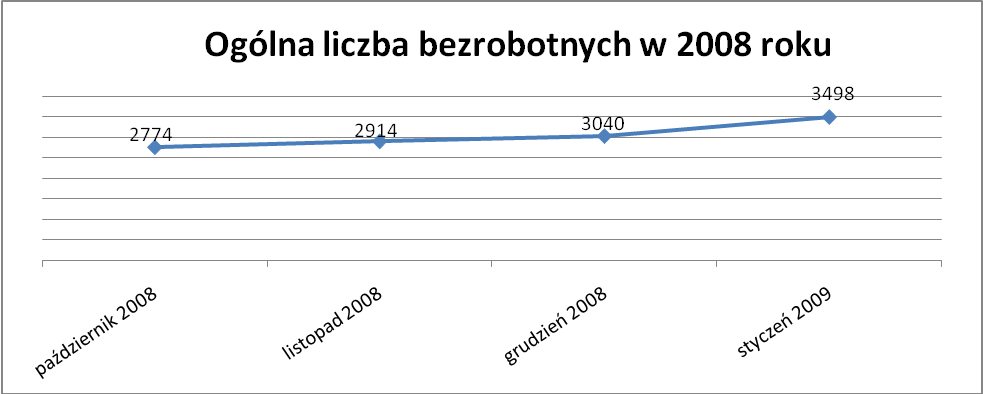 Ogólna liczba bezrobotnych w 2008 roku
2774
2914
3040
3498
październik 2008
listopad 2008
grudzień 2008
styczeń 2009